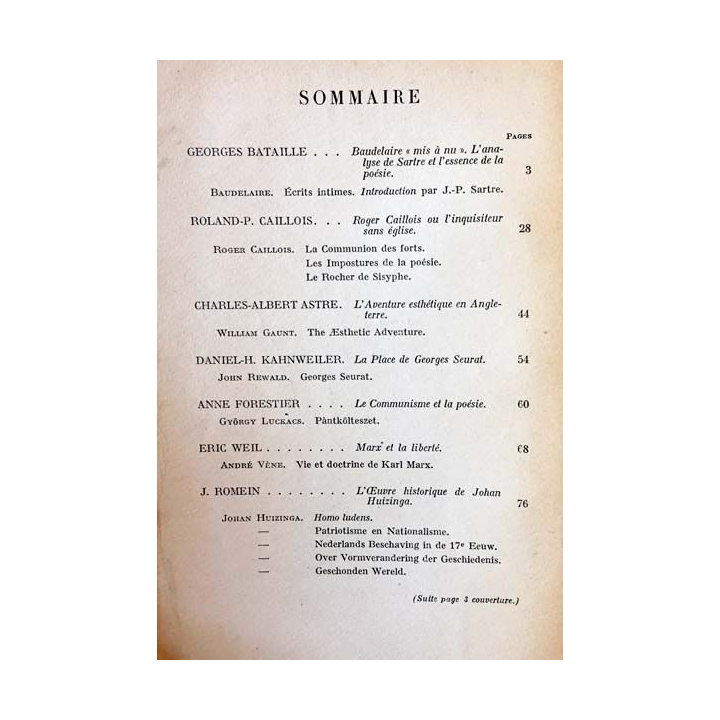 SOMMAIRE
PAGES
GEORGES BATAILLE . . . Baudelaire « mis à nu ». L'ana-
lyse de Sartre et l'essence de la
poésie. 3
BAUDELAIRE. Écrits intimes. Introduction par J.-P. Sartre.
ROLAND-P. CAILLOIS. . . Roger Caillois ou l'inquisiteur
sans église. 28
ROGER CAILLOIS. La Communion des forts.
Les Impostures de la poésie.
Le Rocher de Sisyphe.
CHARLES-ALBERT ASTRE. L'Aventure esthétique en Angle-
terre. 44
WILLIAM GAUNT. The Æsthetic Adventure.
DANIEL-H. KAHNWEILER. La Place de Georges Seurat. 54
JOHN REWALD. Georges Seurat.
ANNE FORESTIER . . . . Le Communisme et la poésie. 60
GYÖRGY LUCKÀCS. Pàntkölteszet.
ERIC WEIL . . . . . . . . Marx et la liberté. 68
ANDRÉ VÈNE. Vie et doctrine de Karl Marx.
J. ROMEIN . . . . . . . . L'Œuvre historique de Johan
Huizinga. 76
JOHAN HUIZINGA. Homo ludens.
— Patriotisme en Nationalisme.
— Nederlands Beschaving in de 17e Eeuw.
— Over Vormverandering der Geschiedenis.
— Geschonden Wereld.
(Suite page 3 couverture.)